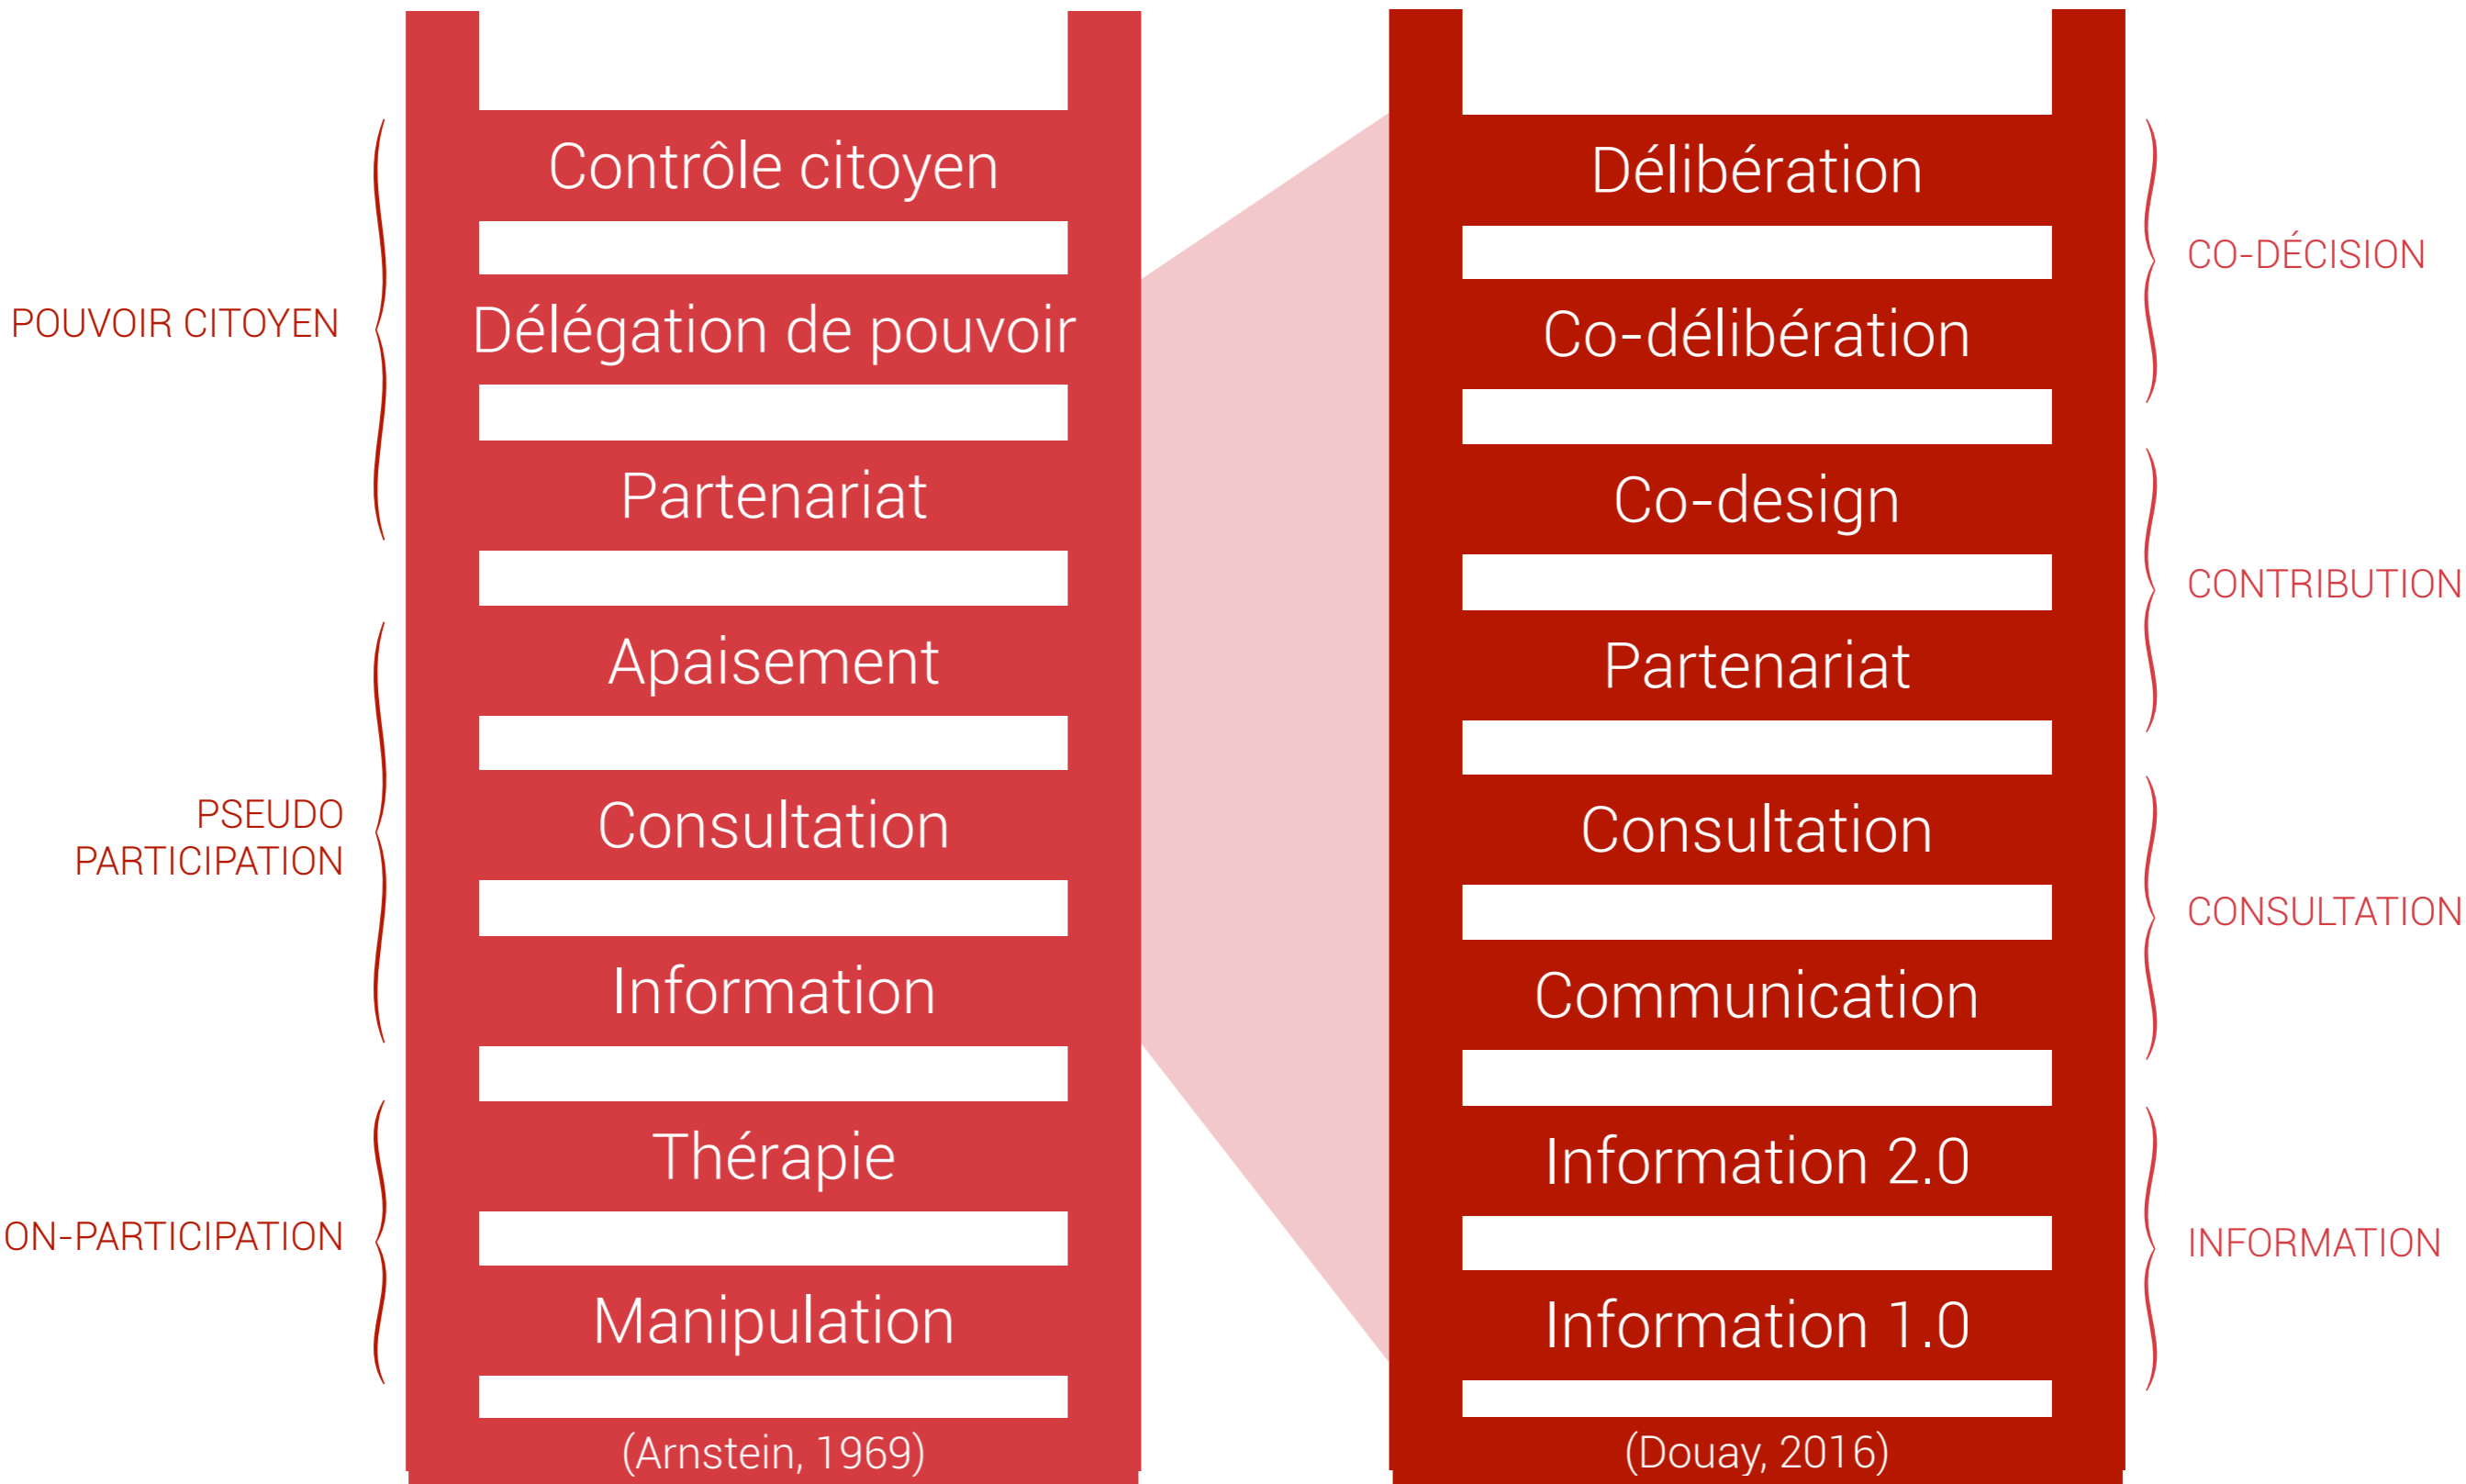 POUVOIR CITOYEN
PSEUDO
PARTICIPATION
ON-PARTICIPATION
Contrôle citoyen
Délégation de pouvoir
Partenariat
Apaisement
Consultation
Information
Thérapie
Manipulation
(Arnstein, 1969)
Délibération
Co-délibération
Co-design
Partenariat
Consultation
Communication
Information 2.0
Information 1.0
(Douay, 2016)
CO-DÉCISION
CONTRIBUTION
CONSULTATION
INFORMATION